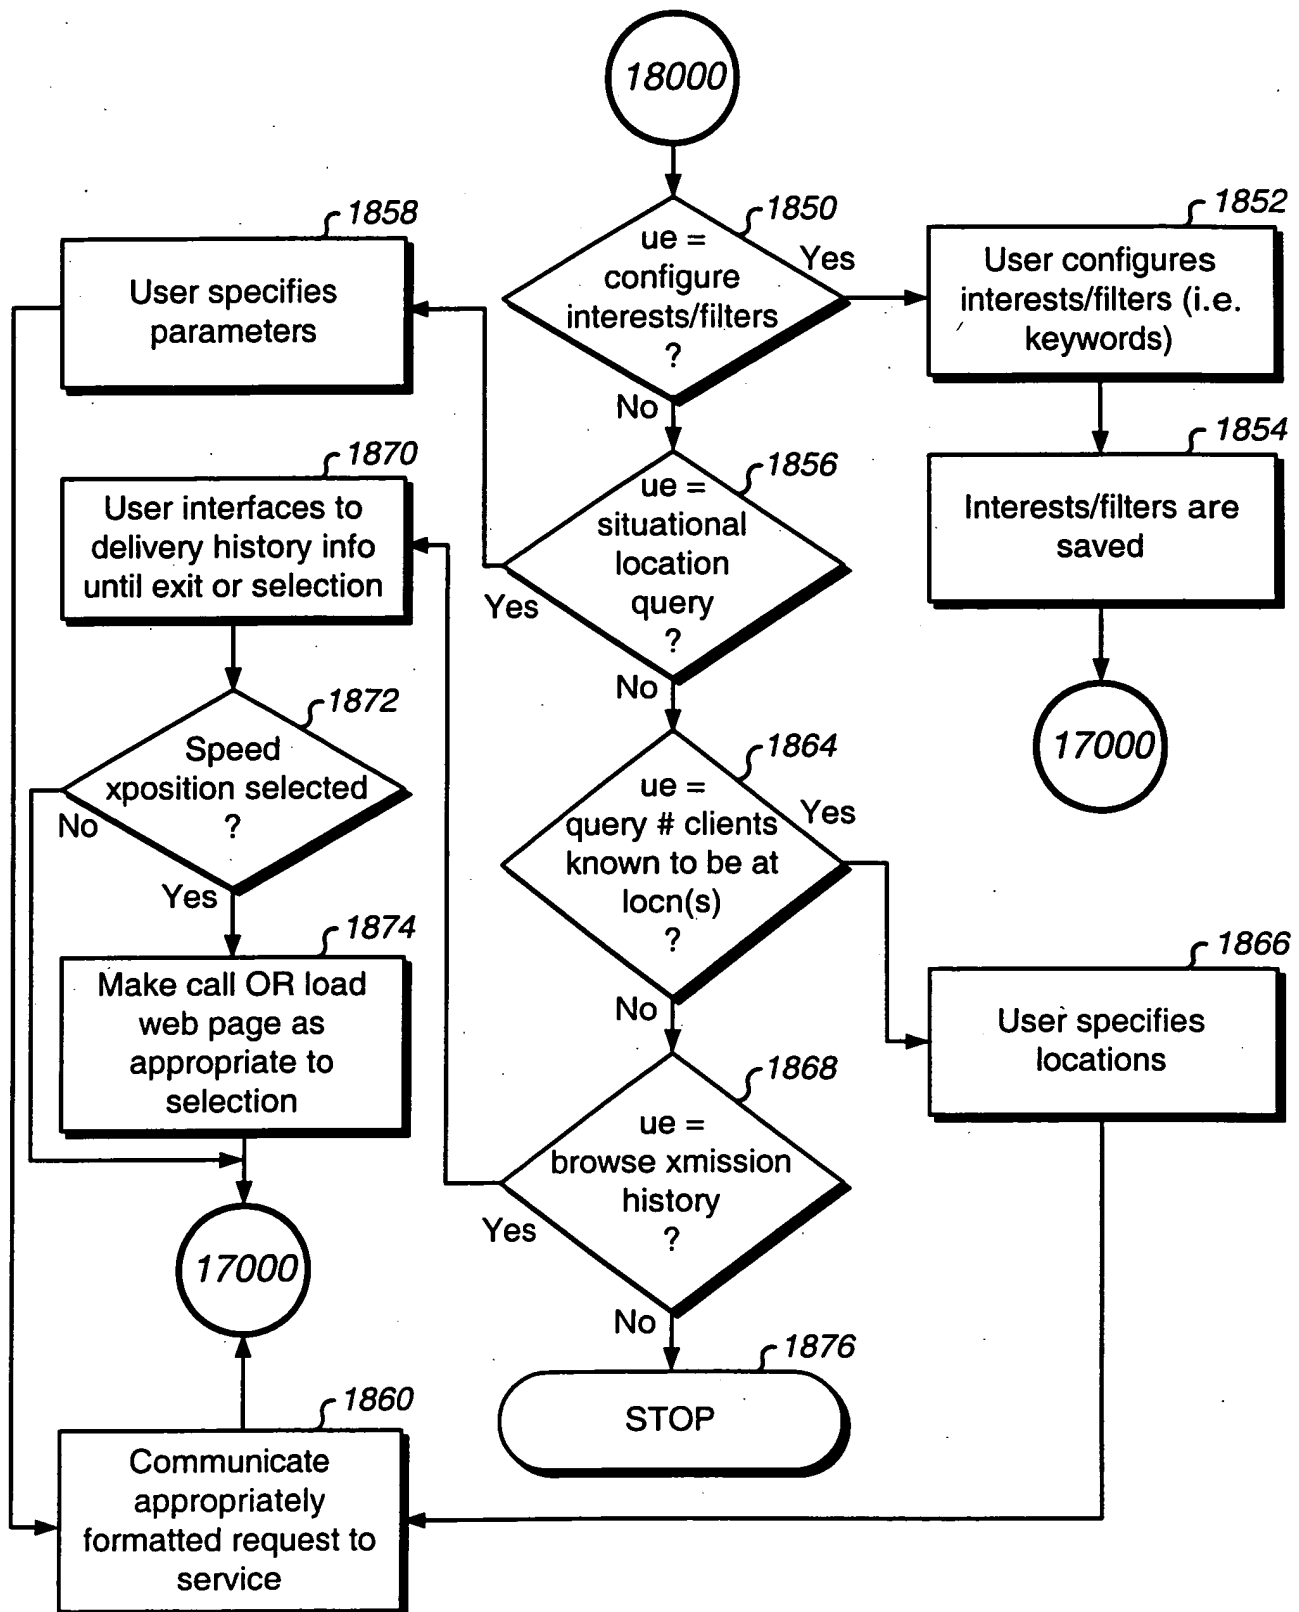 18000
1850
ue =
configure
interests/filters
?
Yes
No
1852
User configures
interests/filters (i.e.
keywords)
1854
Interests/filters are
saved
17000
1856
ue =
situational
location
query
?
Yes
No
1858
User specifies
parameters
1864
ue =
query # clients
known to be at
locn(s)
?
Yes
No
1866
User specifies
locations
1868
ue =
browse xmission
history
?
Yes
No
1870
User interfaces to
delivery history info
until exit or selection
1872
Speed
xposition selected
?
No
Yes
1874
Make call OR load
web page as
appropriate to
selection
17000
1860
Communicate
appropriately
formatted request to
service
1876
STOP